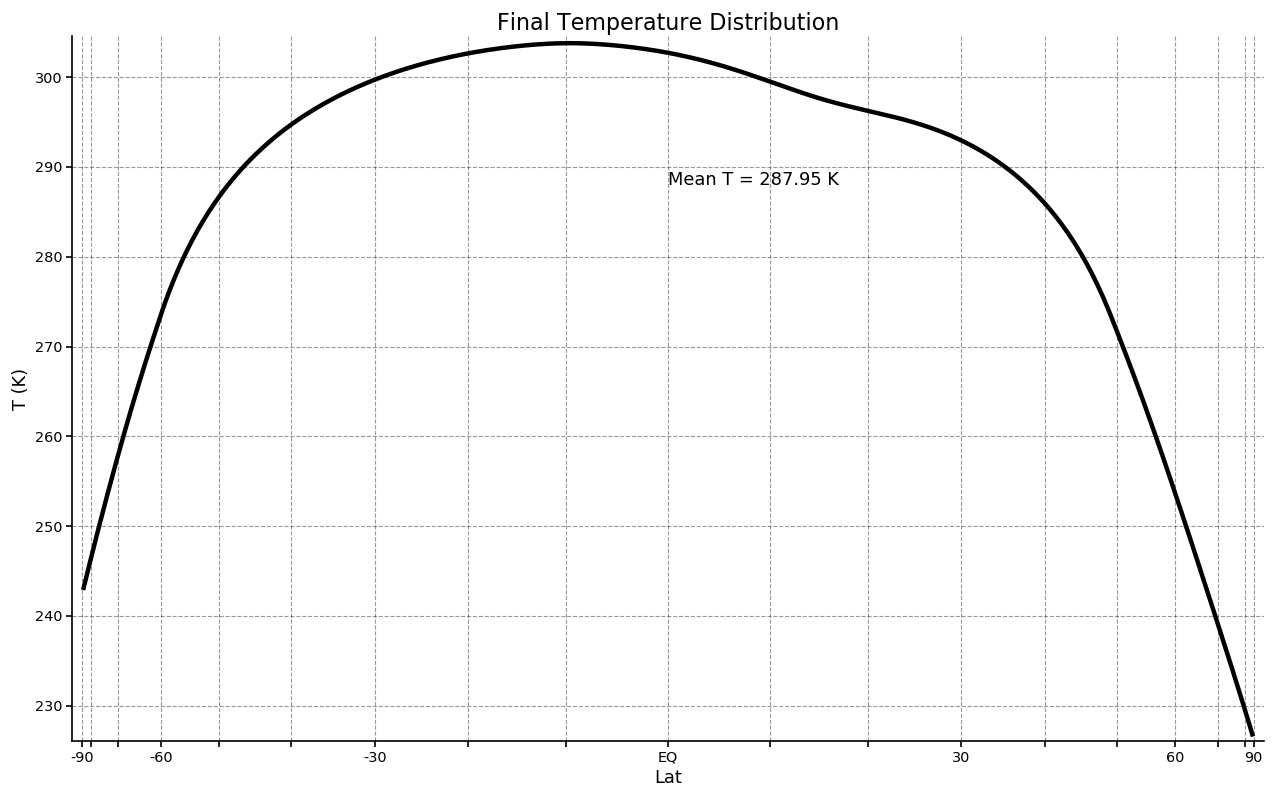 Final Temperature Distribution
300
290
280
270
260
250
240
230
T (K)
Mean T = 287.95 K
-90 -60 -30 EQ 30 60 90
Lat